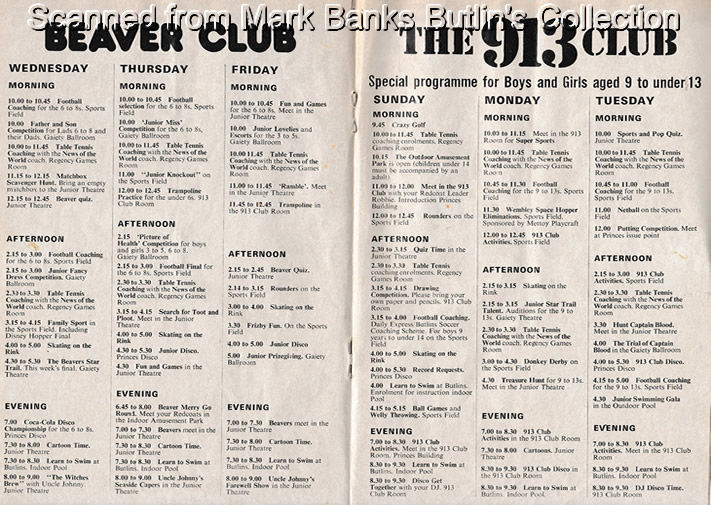 Scanned from Mark Banks Butlin's Collection
BEAVER CLUB
WEDNESDAY
MORNING
10.00 to 10.45 Football
Coaching for the 6 to 8s. Sports
Field
10.00 Father and Son
Competition for Lads 6 to 8 and
their Dads. Gaiety Ballroom
10.00 to 10.45 Table Tennis
Coaching with the News of the
World coach. Regency Games
Room
11.15 to 12.15 Matchbox
Scavenger Hunt. Bring an empty
matchbox to the Junior Theatre
12.15 to 12.45 Beaver quiz.
Junior Theatre
AFTERNOON
2.15 to 3.00 Football Coaching
for the 6 to 8s. Sports Field
2.15 to 3.00 Junior Fancy
Dress Competition. Gaiety
Ballroom
2.30 to 3.30 Table Tennis
Coaching with the News of the
World coach. Regency Games
Room
3.15 to 4.15 Family Sport in
the Sports Field. Including
Disney Hopper Final
4.00 to 5.00 Skating on the
Rink
4.30 to 5.30 The Beavers Star
Trail. This week's final. Gaiety
Theatre
EVENING
7.00 Coca-Cola Disco
Championship for the 6 to 8s.
Princes Disco
7.30 to 8.00 Cartoon Time.
Junior Theatre
7.30 to 8.30 Learn to Swim at
Butlins. Indoor Pool
8.00 to 9.00 "The Witches
Brew" with Uncle Johnny.
Junior Theatre
THURSDAY
MORNING
10.00 to 10.45 Football
selection for the 6 to 8s. Sports
Field
10.00 'Junior Miss'
Competition for the 6 to 8s.
Gaiety Ballroom
10.00 to 10.45 Table Tennis
Coaching with the News of the
World coach. Regency Games
Room
11.00 "Junior Knockout" on
the Sports Field
12.00 to 12.45 Trampoline
Practice for the under 6s. 913
Club Room
AFTERNOON
2.15 'Picture of
Health' Competition for boys
and girls 3 to 5, 6 to 8.
Gaiety Ballroom
2.15 to 3.00 Football Final for
the 6 to 8s. Sports Field
2.30 to 3.30 Table Tennis
Coaching with the News of the
World coach. Regency Games
Room
3.15 to 4.15 Search for Toot and
Ploot. Meet in the Junior
Theatre
4.00 to 5.00 Skating on the
Rink
4.30 to 5.30 Junior Disco.
Princes Disco
4.30 Fun and Games in the
Junior Theatre
EVENING
6.45 to 8.00 Beaver Merry Go
Round. Meet your Redcoats in
the Indoor Amusement Park
7.00 to 7.30 Beavers meet in the
Junior Theatre
7.30 to 8.00 Cartoon Time.
Junior Theatre
7.30 to 8.30 Learn to Swim at
Butlins. Indoor Pool
8.00 to 9.00 Uncle Johnny's
Seaside Capers in the Junior
Theatre
FRIDAY
MORNING
10.00 to 10.45 Fun and Games
for the 6 to 8s. Meet in the
Junior Theatre
10.00 Junior Lovelies and
Escorts for the 3 to 5s.
Gaiety Ballroom
10.00 to 10.45 Table Tennis
Coaching with the News of the
World coach. Regency Games
Room
11.00 to 11.45 'Ramble'. Meet
in the Junior Theatre
11.45 to 12.45 Trampoline in
the 913 Club Room
AFTERNOON
2.15 to 2.45 Beaver Quiz.
Junior Theatre
2.14 to 3.15 Rounders on the
Sports Field
3.00 to 4.00 Skating on the
Rink
3.30 Frizby Fun. On the Sports
Field
4.00 to 5.00 Junior Disco
5.00 Junior Prizegiving. Gaiety
Ballroom
EVENING
7.00 to 7.30 Beavers meet in
the Junior Theatre
7.30 to 8.00 Cartoon Time.
Junior Theatre
7.30 to 8.30 Learn to Swim at
Butlins. Indoor Pool
8.00 to 9.00 Uncle Johnny's
Farewell Show in the Junior
Theatre
THE 913 CLUB
Special programme for Boys and Girls aged 9 to under 13
SUNDAY
MORNING
9.45 Crazy Golf
10.00 to 11.45 Table Tennis
coaching enrolments. Regency
Games Room
10.15 The Outdoor Amusement
Park is open (children under 14
must be accompanied by an
adult)
11.00 to 12.00 Meet in the 913
Club with your Redcoat Leader
Robbie. Introduction Princes
Building
12.00 to 12.45 Rounders on the
Sports Field
AFTERNOON
2.30 to 3.15 Quiz Time in the
Junior Theatre
2.30 to 3.30 Table Tennis
coaching enrolments. Regency
Games Room
3.15 to 4.15 Drawing
Competition. Please bring your
own paper and pencils. 913 Club
Room
3.15 to 4.00 Football Coaching.
Daily Express Butlins Soccer
Coaching Scheme. For boys 9
years to under 14 on the Sports
Field
4.00 to 5.00 Skating on the
Rink
4.00 to 5.30 Record Requests.
Princes Disco
4.00 Learn to Swim at Butlins.
Enrolment for instruction indoor
Pool
4.15 to 5.15 Ball Games and
Welly Throwing. Sports Field
EVENING
7.00 to 8.30 913 Club
Activities. Meet in the 913 Club
Room. Princes Building
7.30 to 8.30 Learn to Swim at
Butlins. Indoor Pool
8.30 to 9.30 Disco Get
Together with your D.J. 913
Club Room
MONDAY
MORNING
10.00 to 11.15 Meet in the 913
Room for Super Sports
10.00 to 10.45 Table Tennis
Coaching with the News of the
World coach. Regency Games
Room
10.45 to 11.30 Football
Coaching for the 9 to 13s. Sports
Field
11.30 Wembley Space Hopper
Eliminations. Sports Field.
Sponsored by Mettoy Playcraft
12.00 to 12.45 913 Club
Activities. Sports Field
AFTERNOON
2.15 to 3.15 Skating on the
Rink
2.15 to 3.15 Junior Star Trail
Talent. Auditions for the 9 to
13s. Gaiety Theatre
2.30 to 3.30 Table Tennis
Coaching with the News of the
World coach. Regency Games
Room
3.00 to 4.00 Donkey Derby on
the Sports Field
4.30 Treasure Hunt for 9 to 13s.
Meet in the Junior Theatre
EVENING
7.00 to 8.30 913 Club
Activities in the 913 Club Room
7.30 to 8.00 Cartoons. Junior
Theatre
8.30 to 9.30 913 Club Disco in
the 913 Club Room
8.30 to 9.30 Learn to Swim at
Butlins. Indoor Pool
TUESDAY
MORNING
10.00 Sports and Pop Quiz.
Junior Theatre
10.00 to 10.45 Table Tennis
Coaching with the News of the
World coach. Regency Games
Room
10.45 to 11.00 Football
Coaching for the 9 to 13s.
Sports Field
11.00 Netball on the Sports
Field
12.00 Putting Competition. Meet
at Princes issue point
AFTERNOON
2.15 to 3.00 913 Club
Activities. Sports Field
2.30 to 3.30 Table Tennis
Coaching with the News of the
World coach. Regency Games
Room
3.30 Hunt Captain Blood.
Meet in the Junior Theatre
4.00 The Trial of Captain
Blood in the Gaiety Ballroom
4.00 to 5.30 913 Club Disco.
Princes Disco
4.15 to 5.00 Football Coaching
for the 9 to 13s. Sports Field
4.30 Junior Swimming Gala
in the Outdoor Pool
EVENING
7.00 to 8.30 913 Club
Activities. Meet in the 913 Club
Room
7.30 to 8.30 Learn to Swim at
Butlins. Indoor Pool
8.30 to 9.30 DJ Disco Time.
913 Club Room